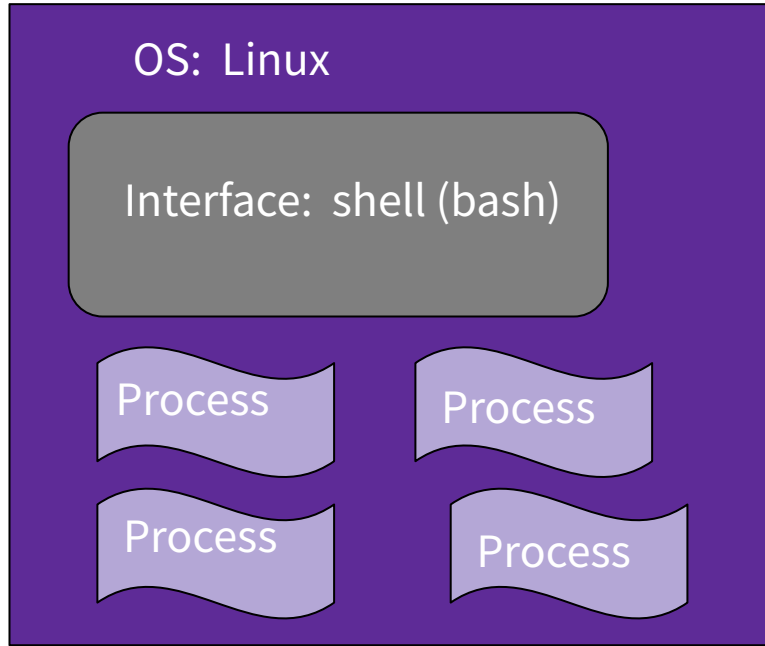 OS: Linux
Interface: shell (bash)
Process
Process
Process
Process